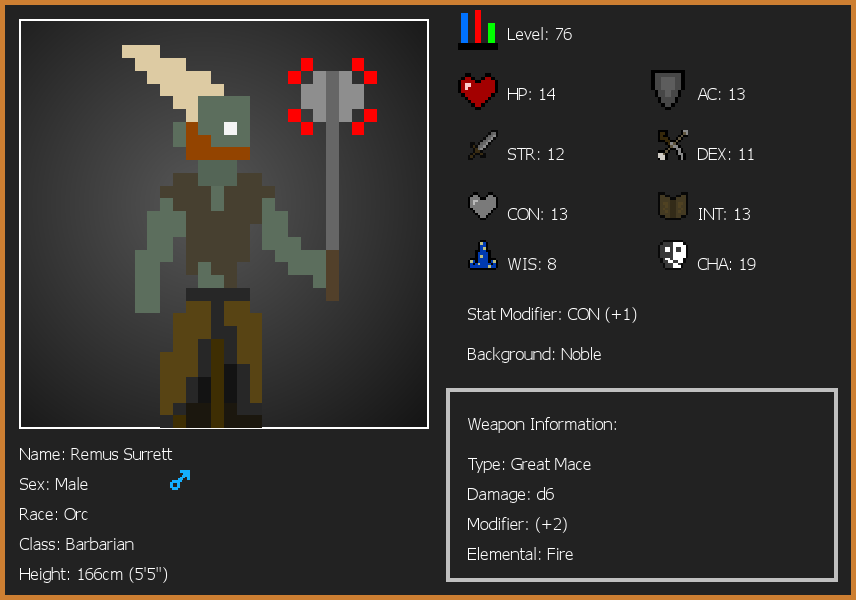 Level: 76
HP: 14
AC: 13
STR: 12
DEX: 11
CON: 13
INT: 13
WIS: 8
CHA: 19
Stat Modifier: CON (+1)
Background: Noble
Weapon Information:
Type: Great Mace
Damage: d6
Modifier: (+2)
Elemental: Fire
Name: Remus Surrett
Sex: Male
Race: Orc
Class: Barbarian
Height: 166cm (5'5")